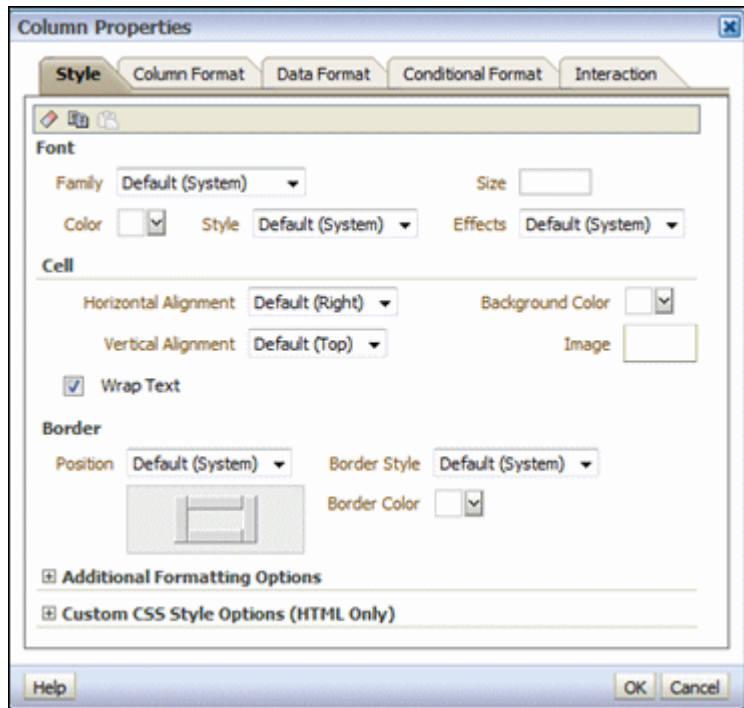 Column Properties
Style Column Format Data Format Conditional Format Interaction
Font
Family Default (System) Size
Color Style Default (System) Effects Default (System)
Cell
Horizontal Alignment Default (Right) Background Color
Vertical Alignment Default (Top) Image
Wrap Text
Border
Position Default (System) Border Style Default (System)
Border Color
Additional Formatting Options
Custom CSS Style Options (HTML Only)
Help OK Cancel